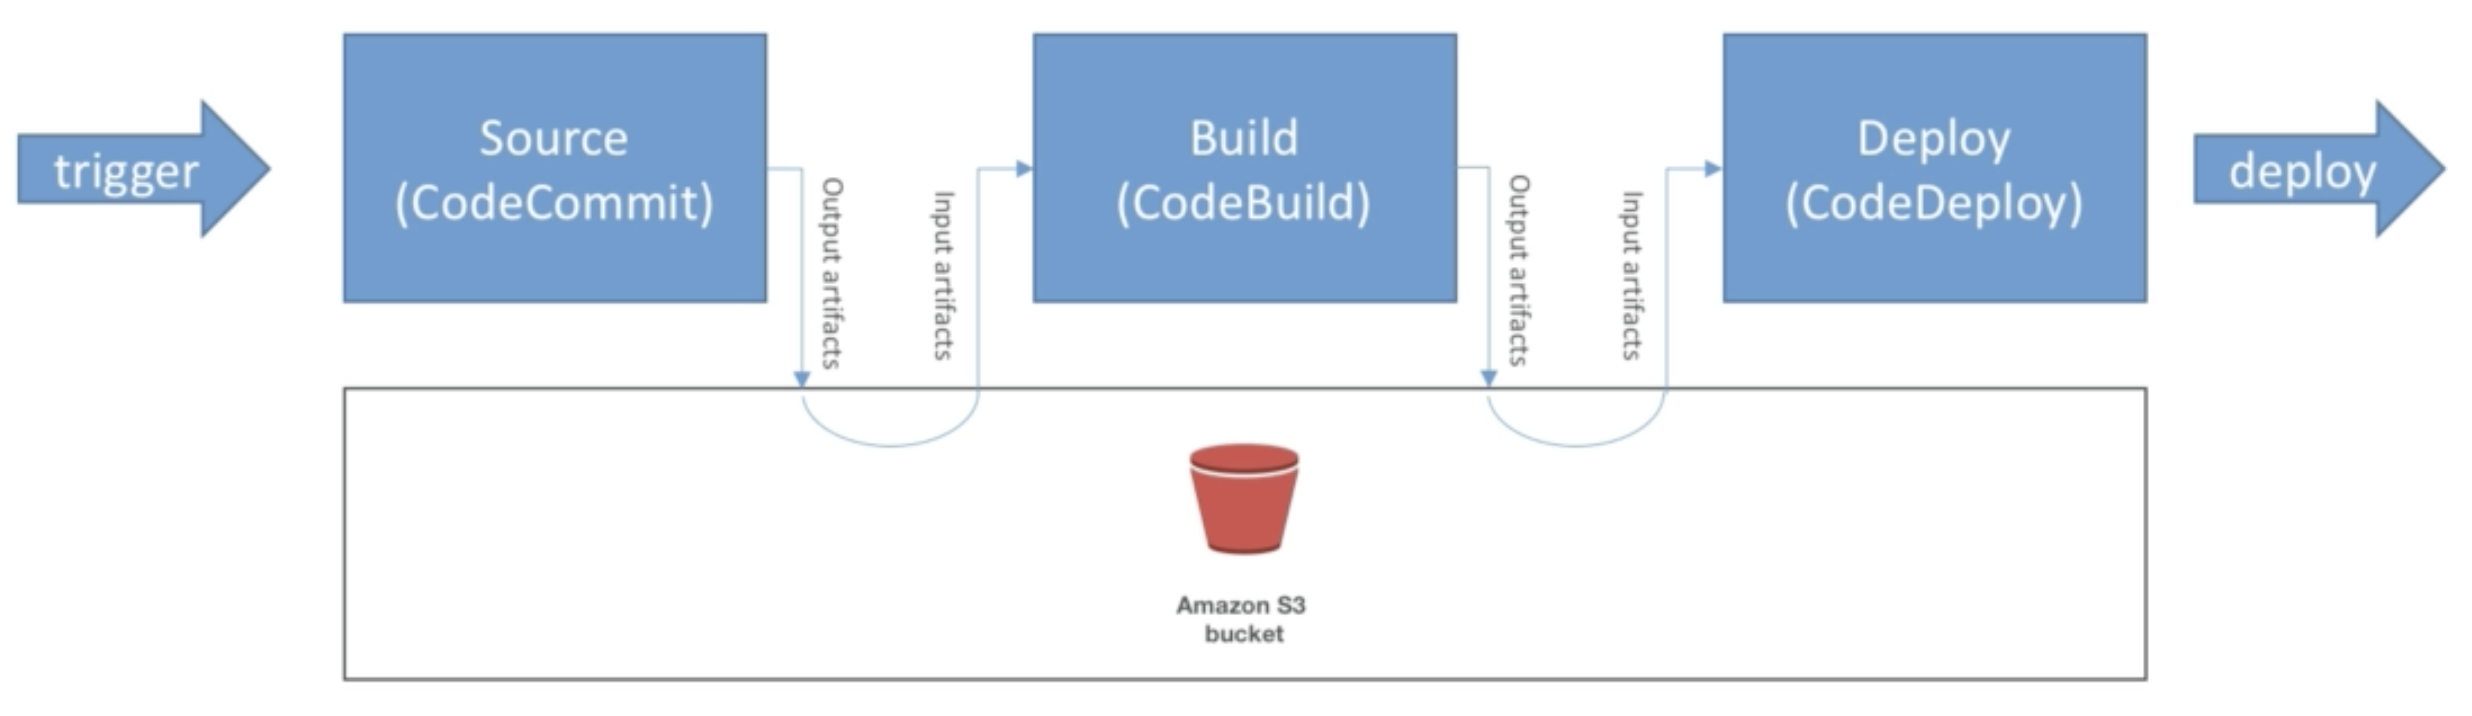 trigger
Source
(CodeCommit)
Output artifacts
Input artifacts
Build
(CodeBuild)
Output artifacts
Input artifacts
Deploy
(CodeDeploy)
deploy
Amazon S3
bucket